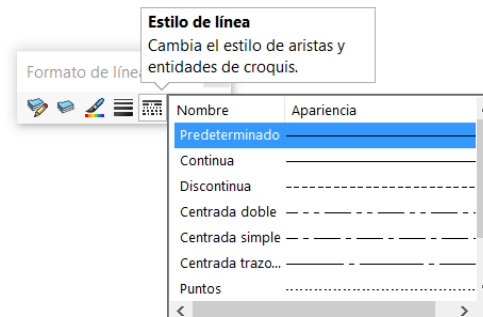 Estilo de línea
Cambia el estilo de aristas y
entidades de croquis.
Formato de líne
Nombre Apariencia
Predeterminado
Continua
Discontinua
Centrada doble
Centrada simple
Centrada trazo...
Puntos